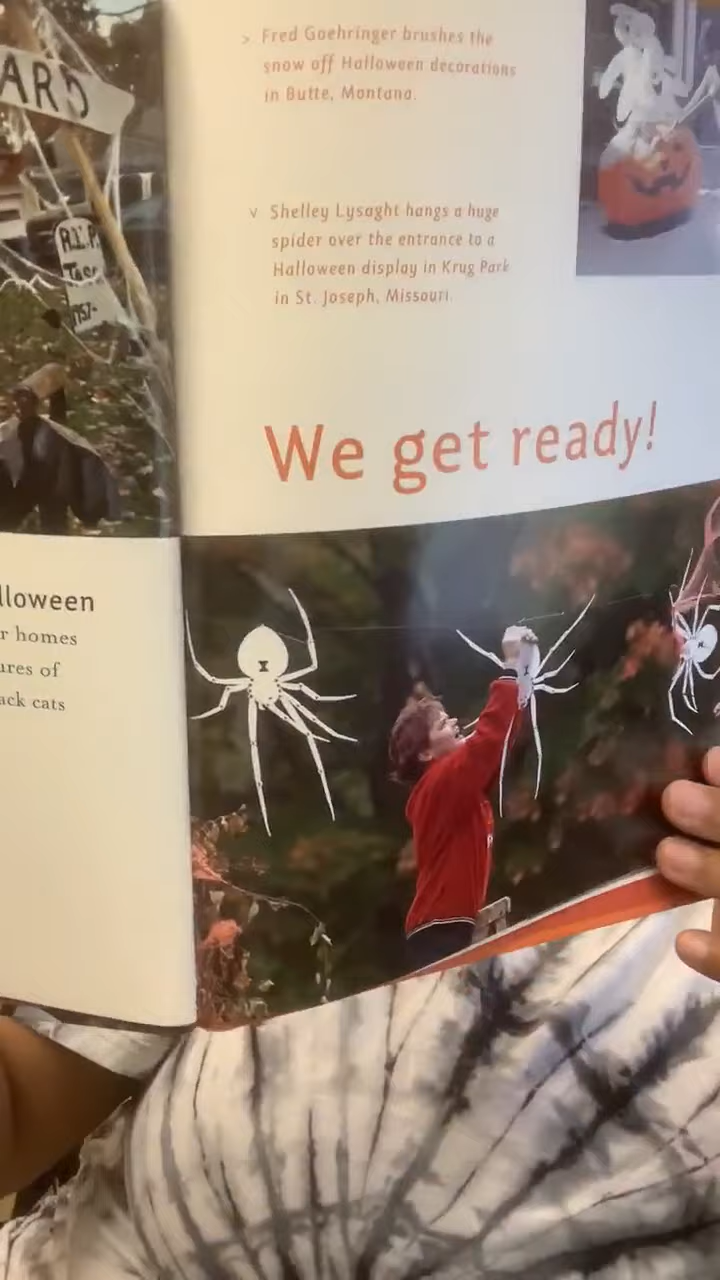 ARD
R.I.P.
> Fred Goehringer brushes the
snow off Halloween decorations
in Butte, Montana.
v Shelley Lysaght hangs a huge
spider over the entrance to a
Halloween display in Krug Park
in St. Joseph, Missouri.
We get ready!
lloween
r homes
ures of
ack cats